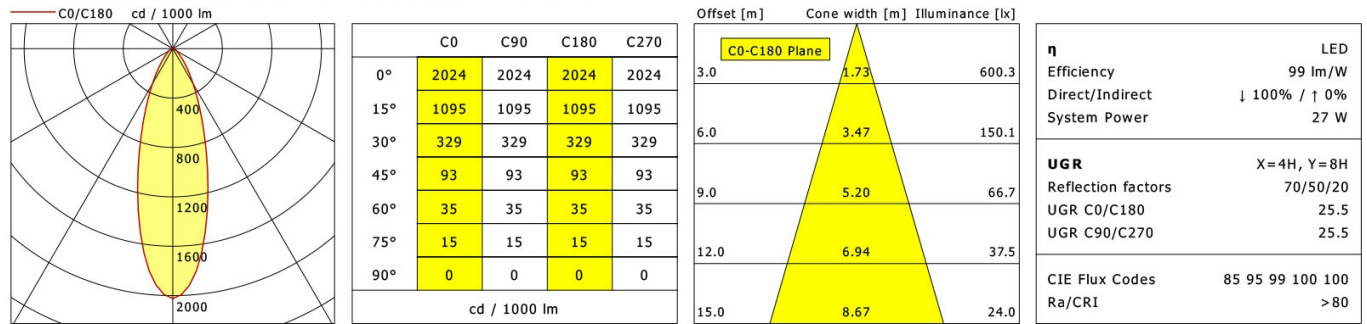 C0/C180 cd / 1000 lm
400
800
1200
1600
2000
C0 C90 C180 C270
0° 2024 2024 2024 2024
15° 1095 1095 1095 1095
30° 329 329 329 329
45° 93 93 93 93
60° 35 35 35 35
75° 15 15 15 15
90° 0 0 0 0
cd / 1000 lm
Offset [m] Cone width [m] Illuminance [lx]
C0-C180 Plane
3.0 1.73 600.3
6.0 3.47 150.1
9.0 5.20 66.7
12.0 6.94 37.5
15.0 8.67 24.0
η LED
Efficiency 99 lm/W
Direct/Indirect ↓ 100% / ↑ 0%
System Power 27 W
UGR X=4H, Y=8H
Reflection factors 70/50/20
UGR C0/C180 25.5
UGR C90/C270 25.5
CIE Flux Codes 85 95 99 100 100
Ra/CRI >80